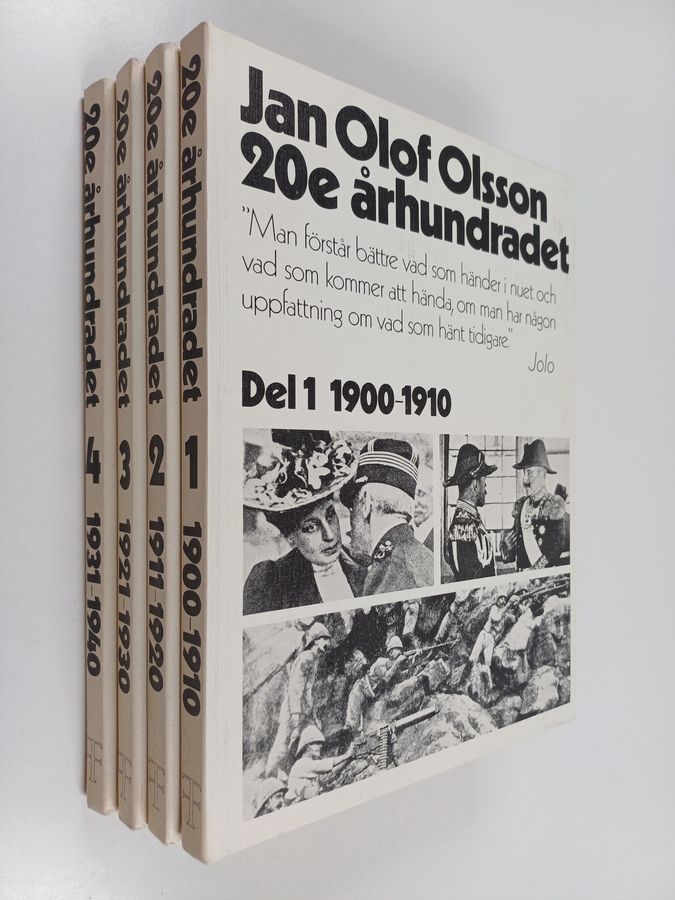 Jan Olof Olsson
20e århundradet
"Man förstår bättre vad som händer i nuet och
vad som kommer att hända, om man har någon
uppfattning om vad som hänt tidigare."
Jolo
Del 1 1900-1910
20e århundradet 4 1931-1940
20e århundradet 3 1921-1930
20e århundradet 2 1911-1920
20e århundradet 1 1900-1910